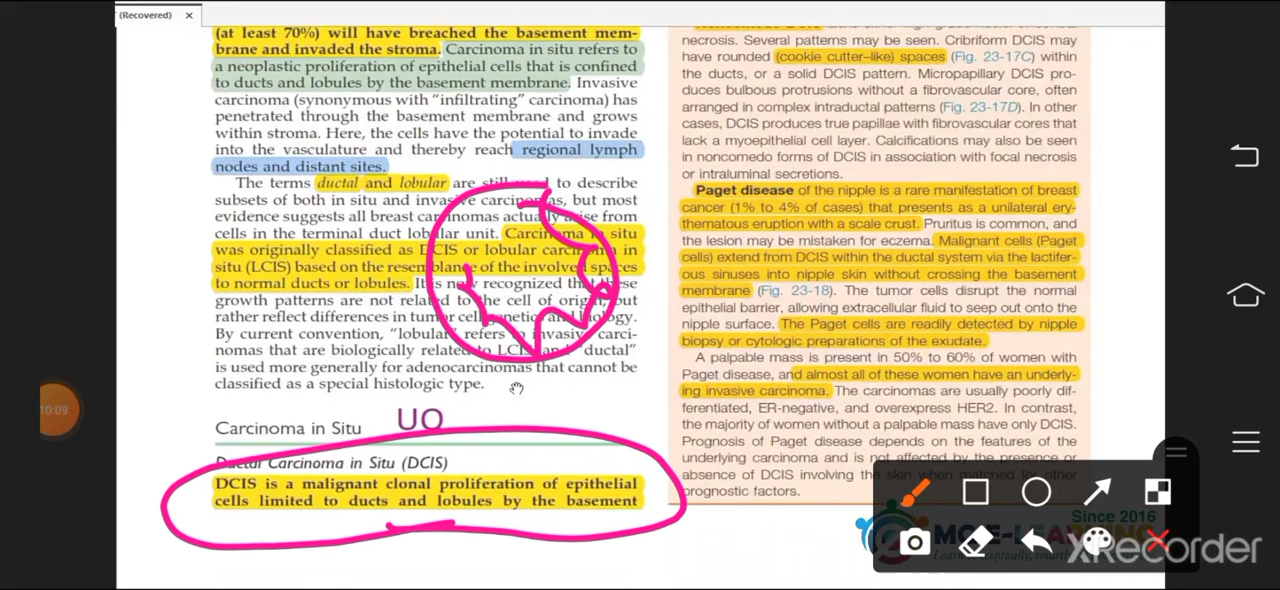 (Recovered)
(at least 70%) will have breached the basement mem-
brane and invaded the stroma. Carcinoma in situ refers to
a neoplastic proliferation of epithelial cells that is confined
to ducts and lobules by the basement membrane. Invasive
carcinoma (synonymous with “infiltrating” carcinoma) has
penetrated through the basement membrane and grows
within stroma. Here, the cells have the potential to invade
into the vasculature and thereby reach regional lymph
nodes and distant sites.
The terms ductal and lobular are still used to describe
subsets of both in situ and invasive carcinomas, but most
evidence suggests all breast carcinomas actually arise from
cells in the terminal duct lobular unit. Carcinoma in situ
was originally classified as DCIS or lobular carcinoma in
situ (LCIS) based on the resemblance of the involved spaces
to normal ducts or lobules. It is now recognized that these
growth patterns are not related to the cell of origin but
rather reflect differences in tumor cell genetics and biology.
By current convention, “lobular” refers to invasive carci-
nomas that are biologically related to LCIS and “ductal”
is used more generally for adenocarcinomas that cannot be
classified as a special histologic type.
Carcinoma in Situ
UO
Ductal Carcinoma in Situ (DCIS)
DCIS is a malignant clonal proliferation of epithelial
cells limited to ducts and lobules by the basement
necrosis. Several patterns may be seen. Cribriform DCIS may
have rounded (cookie cutter–like) spaces (Fig. 23-17C) within
the ducts, or a solid DCIS pattern. Micropapillary DCIS pro-
duces bulbous protrusions without a fibrovascular core, often
arranged in complex intraductal patterns (Fig. 23-17D). In other
cases, DCIS produces true papillae with fibrovascular cores that
lack a myoepithelial cell layer. Calcifications may also be seen
in noncomedo forms of DCIS in association with focal necrosis
or intraluminal secretions.
Paget disease of the nipple is a rare manifestation of breast
cancer (1% to 4% of cases) that presents as a unilateral ery-
thematous eruption with a scale crust. Pruritus is common, and
the lesion may be mistaken for eczema. Malignant cells (Paget
cells) extend from DCIS within the ductal system via the lactifer-
ous sinuses into nipple skin without crossing the basement
membrane (Fig. 23-18). The tumor cells disrupt the normal
epithelial barrier, allowing extracellular fluid to seep out onto the
nipple surface. The Paget cells are readily detected by nipple
biopsy or cytologic preparations of the exudate.
A palpable mass is present in 50% to 60% of women with
Paget disease, and almost all of these women have an underly-
ing invasive carcinoma. The carcinomas are usually poorly dif-
ferentiated, ER-negative, and overexpress HER2. In contrast,
the majority of women without a palpable mass have only DCIS.
Prognosis of Paget disease depends on the features of the
underlying carcinoma and is not affected by the presence or
absence of DCIS involving the skin when matched for other
prognostic factors.
10:09
Since 2016
XRecorder